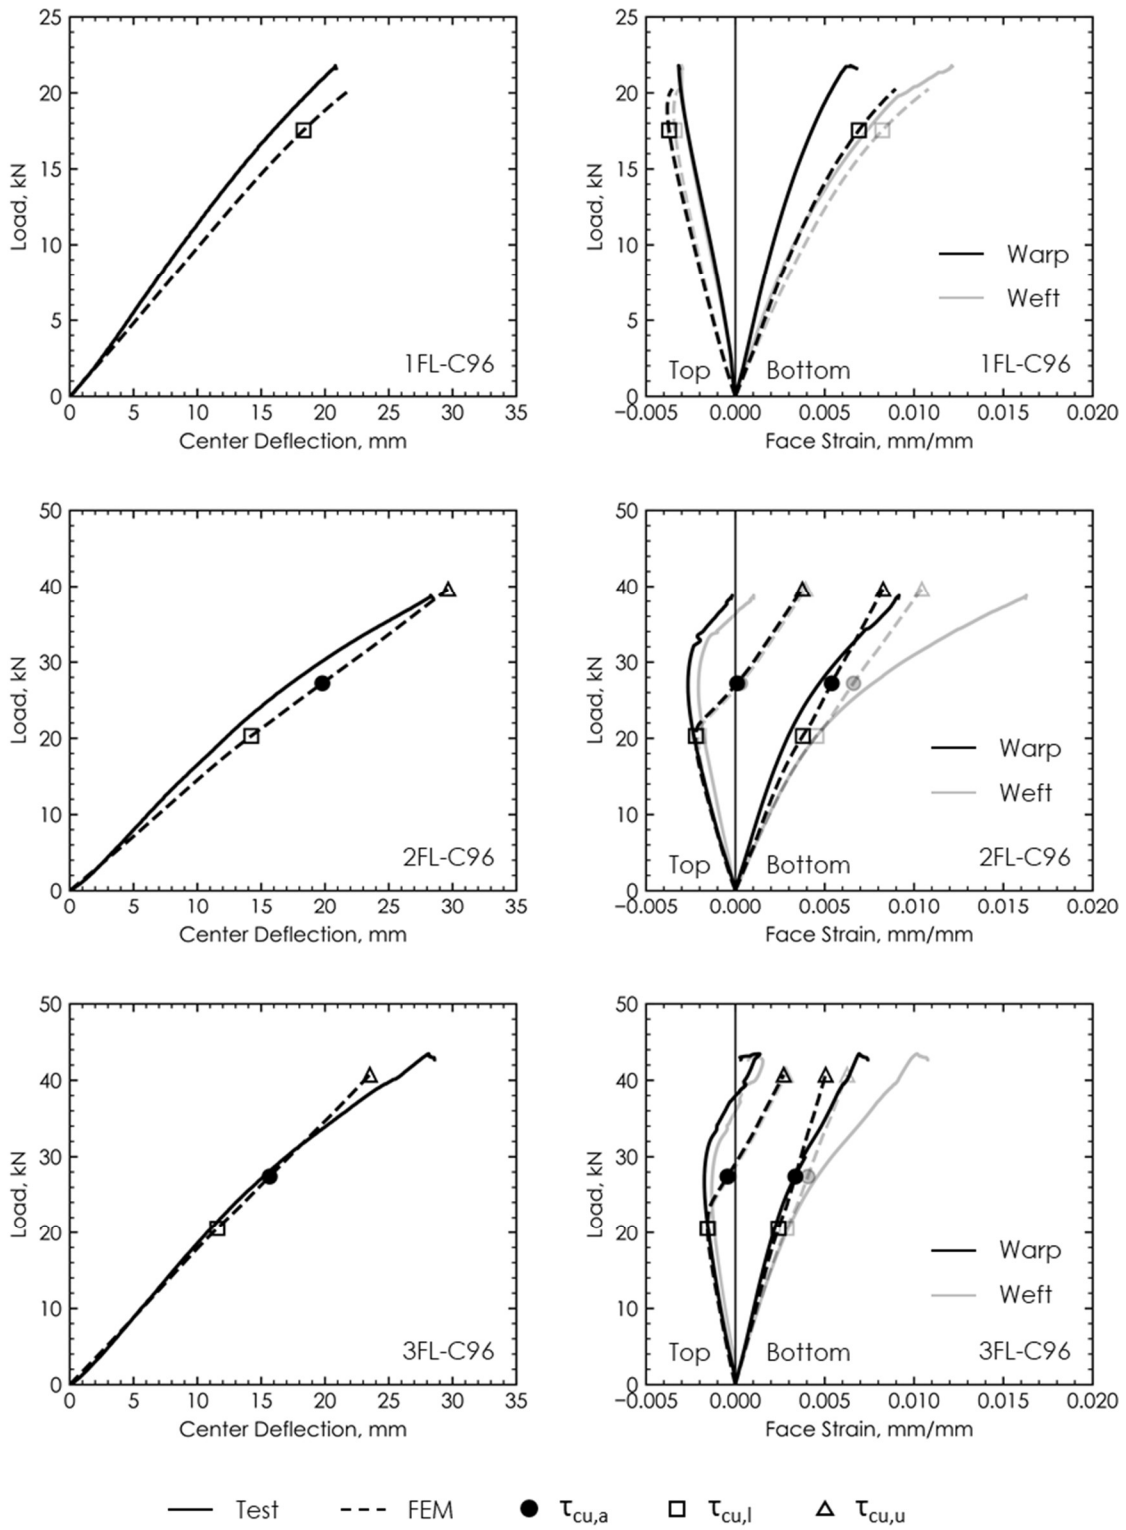 25
20
15
10
5
0
Load, kN
1FL-C96
0 5 10 15 20 25 30 35
Center Deflection, mm
25
20
15
10
5
0
Load, kN
Warp
Weft
Top Bottom 1FL-C96
−0.005 0.000 0.005 0.010 0.015 0.020
Face Strain, mm/mm
50
40
30
20
10
0
Load, kN
2FL-C96
0 5 10 15 20 25 30 35
Center Deflection, mm
50
40
30
20
10
0
Load, kN
Warp
Weft
Top Bottom 2FL-C96
−0.005 0.000 0.005 0.010 0.015 0.020
Face Strain, mm/mm
50
40
30
20
10
0
Load, kN
3FL-C96
0 5 10 15 20 25 30 35
Center Deflection, mm
50
40
30
20
10
0
Load, kN
Warp
Weft
Top Bottom 3FL-C96
−0.005 0.000 0.005 0.010 0.015 0.020
Face Strain, mm/mm
Test FEM τcu,a τcu,l τcu,u